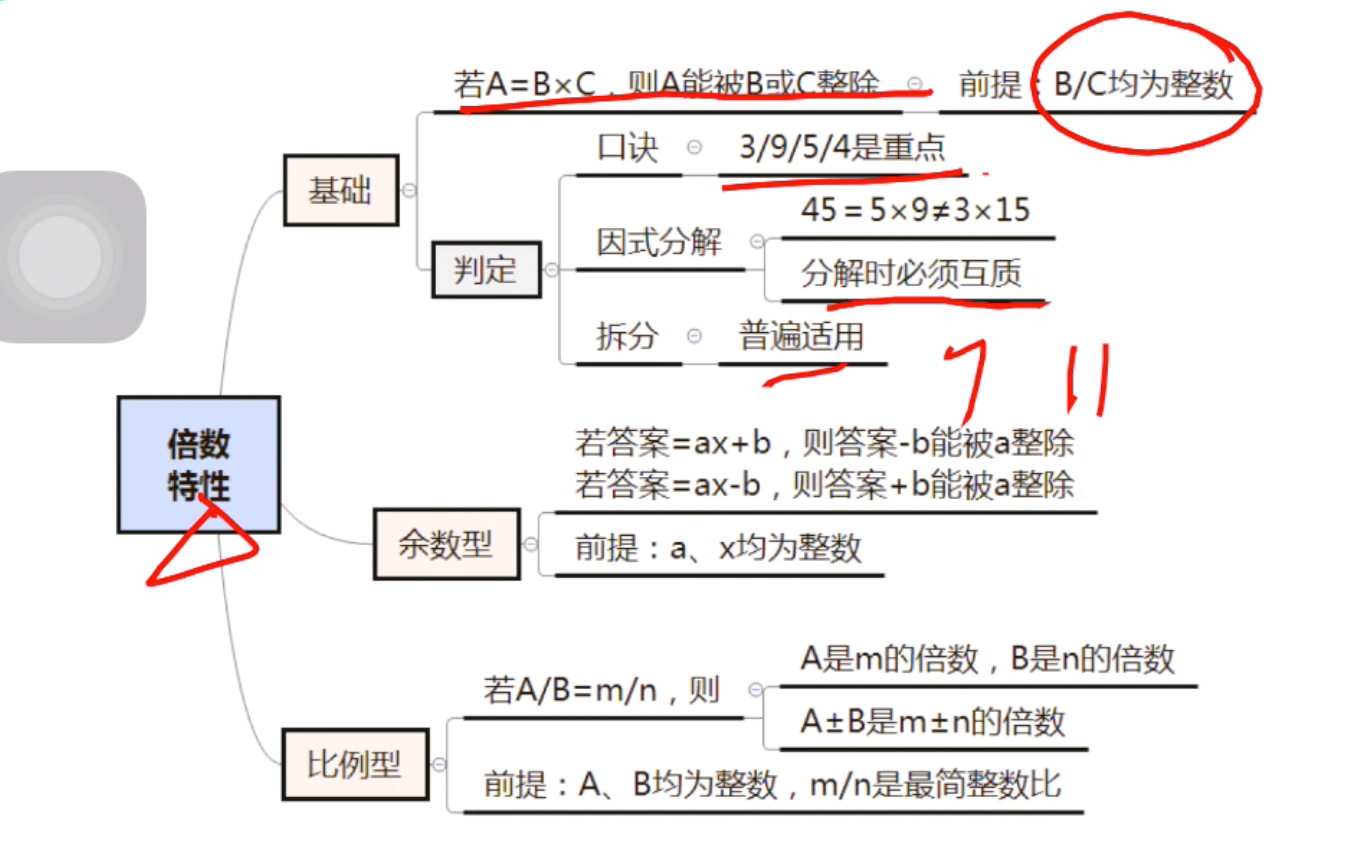 若A=B×C，则A能被B或C整除
前提：B/C均为整数
口诀
3/9/5/4是重点
基础
45=5×9≠3×15
因式分解
判定
分解时必须互质
拆分
普遍适用
7 11
倍数
特性
若答案=ax+b，则答案-b能被a整除
若答案=ax-b，则答案+b能被a整除
余数型
前提：a、x均为整数
A是m的倍数，B是n的倍数
若A/B=m/n，则
A±B是m±n的倍数
比例型
前提：A、B均为整数，m/n是最简整数比